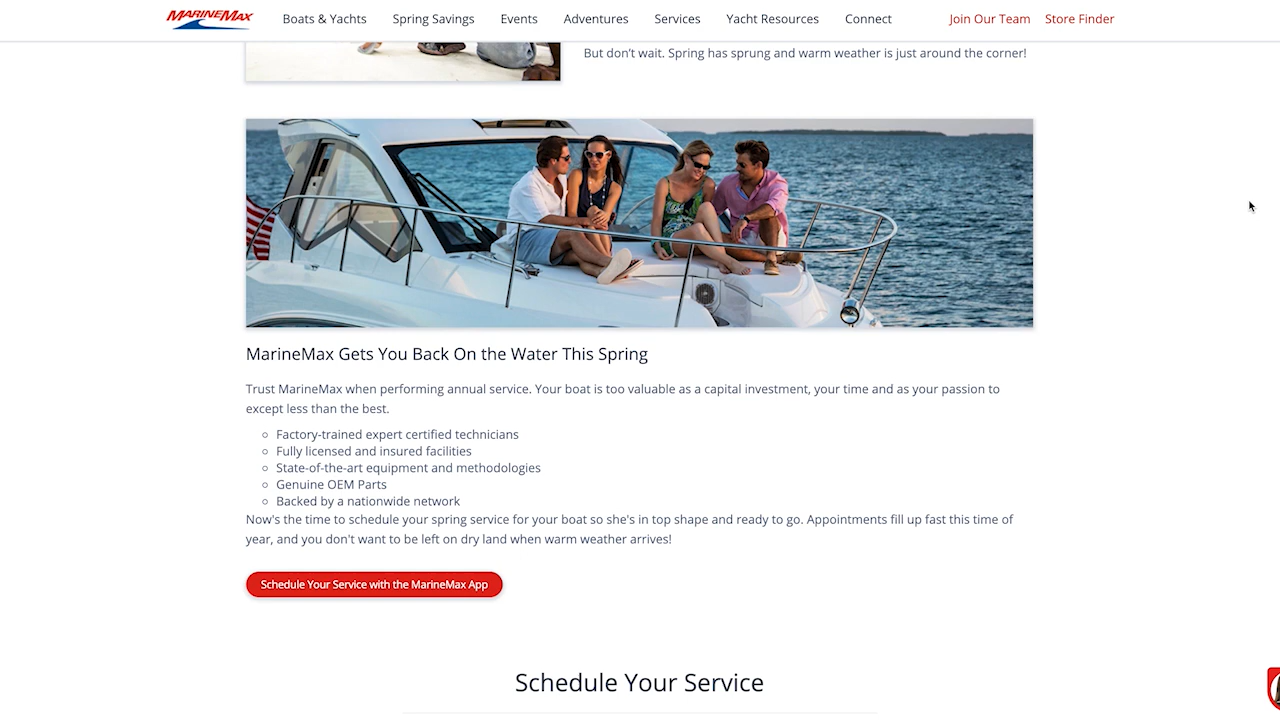 MARINEMAX
Boats & Yachts
Spring Savings
Events
Adventures
Services
Yacht Resources
Connect
Join Our Team
Store Finder
But don’t wait. Spring has sprung and warm weather is just around the corner!
MarineMax Gets You Back On the Water This Spring
Trust MarineMax when performing annual service. Your boat is too valuable as a capital investment, your time and as your passion to
except less than the best.
Factory-trained expert certified technicians
Fully licensed and insured facilities
State-of-the-art equipment and methodologies
Genuine OEM Parts
Backed by a nationwide network
Now's the time to schedule your spring service for your boat so she's in top shape and ready to go. Appointments fill up fast this time of
year, and you don't want to be left on dry land when warm weather arrives!
Schedule Your Service with the MarineMax App
Schedule Your Service